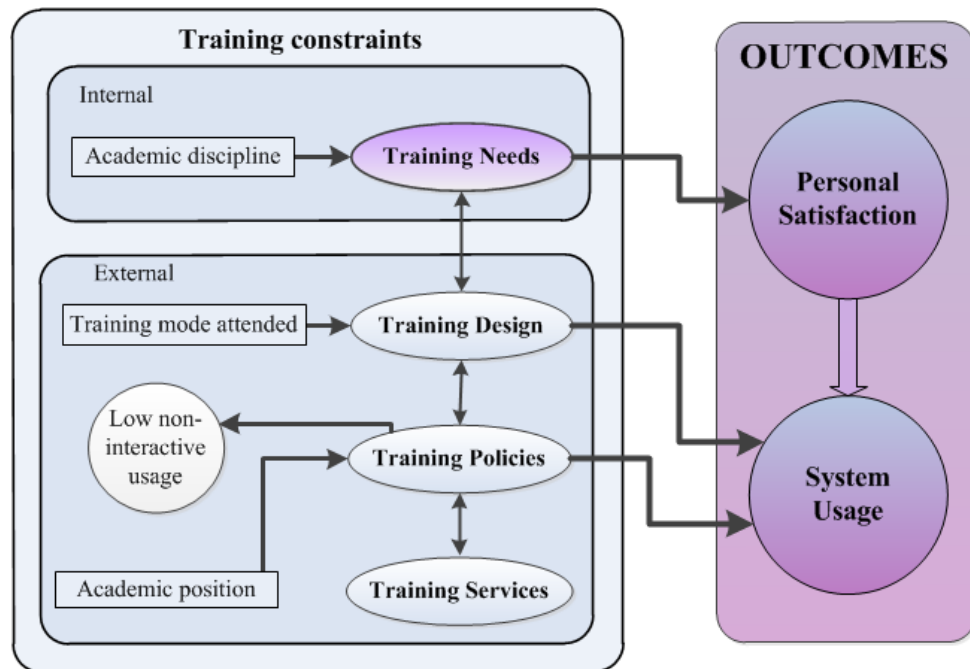 Training constraints
Internal
Academic discipline
Training Needs
External
Training mode attended
Training Design
Low non-
interactive
usage
Training Policies
Academic position
Training Services
OUTCOMES
Personal
Satisfaction
System
Usage